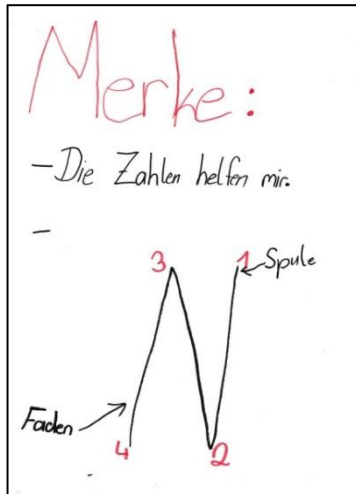 Merke:
- Die Zahlen helfen mir.
-
3 1 Spule
Faden
4 2